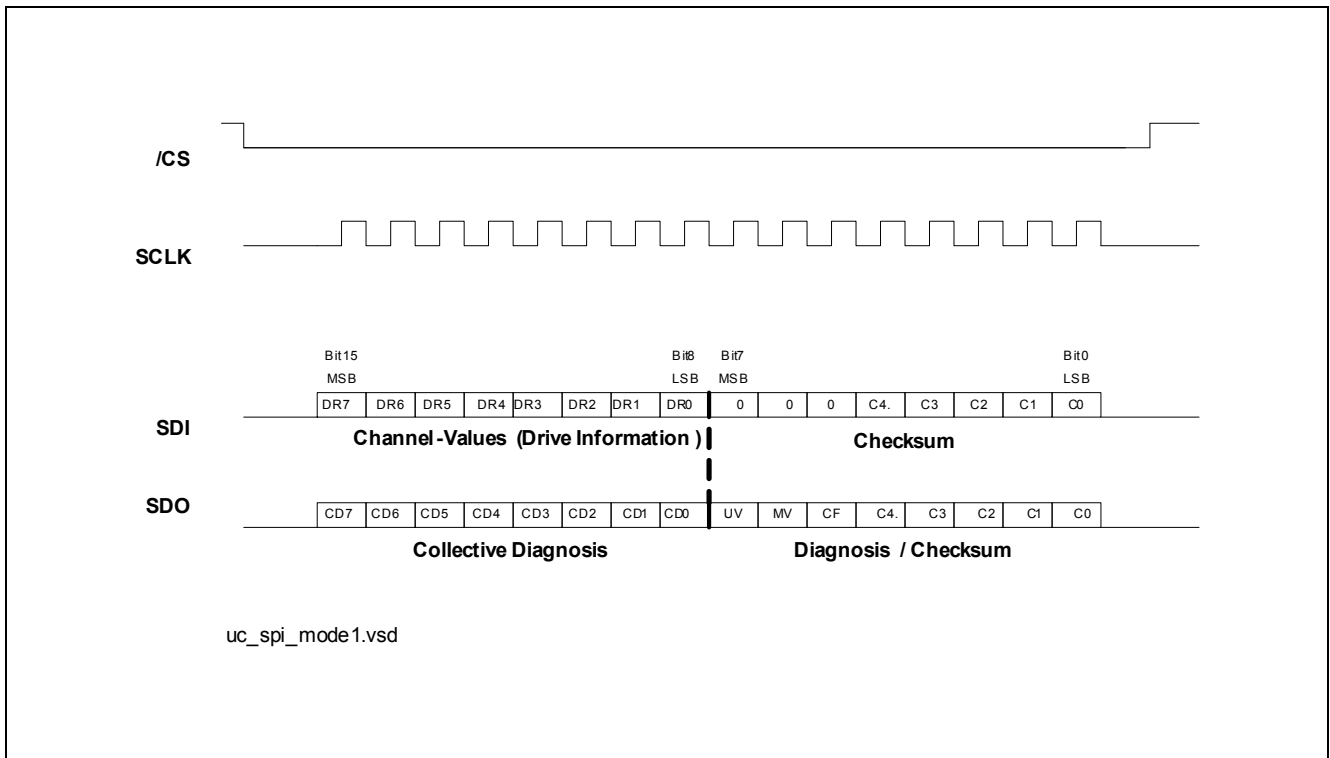 /CS
SCLK
Bit15 Bit8 Bit7 Bit0
MSB LSB MSB LSB
DR7 DR6 DR5 DR4 DR3 DR2 DR1 DR0 0 0 0 C4. C3 C2 C1 C0
SDI
Channel-Values (Drive Information ) Checksum
SDO
CD7 CD6 CD5 CD4 CD3 CD2 CD1 CD0 UV MV CF C4. C3 C2 C1 C0
Collective Diagnosis Diagnosis / Checksum
uc_spi_mode1.vsd